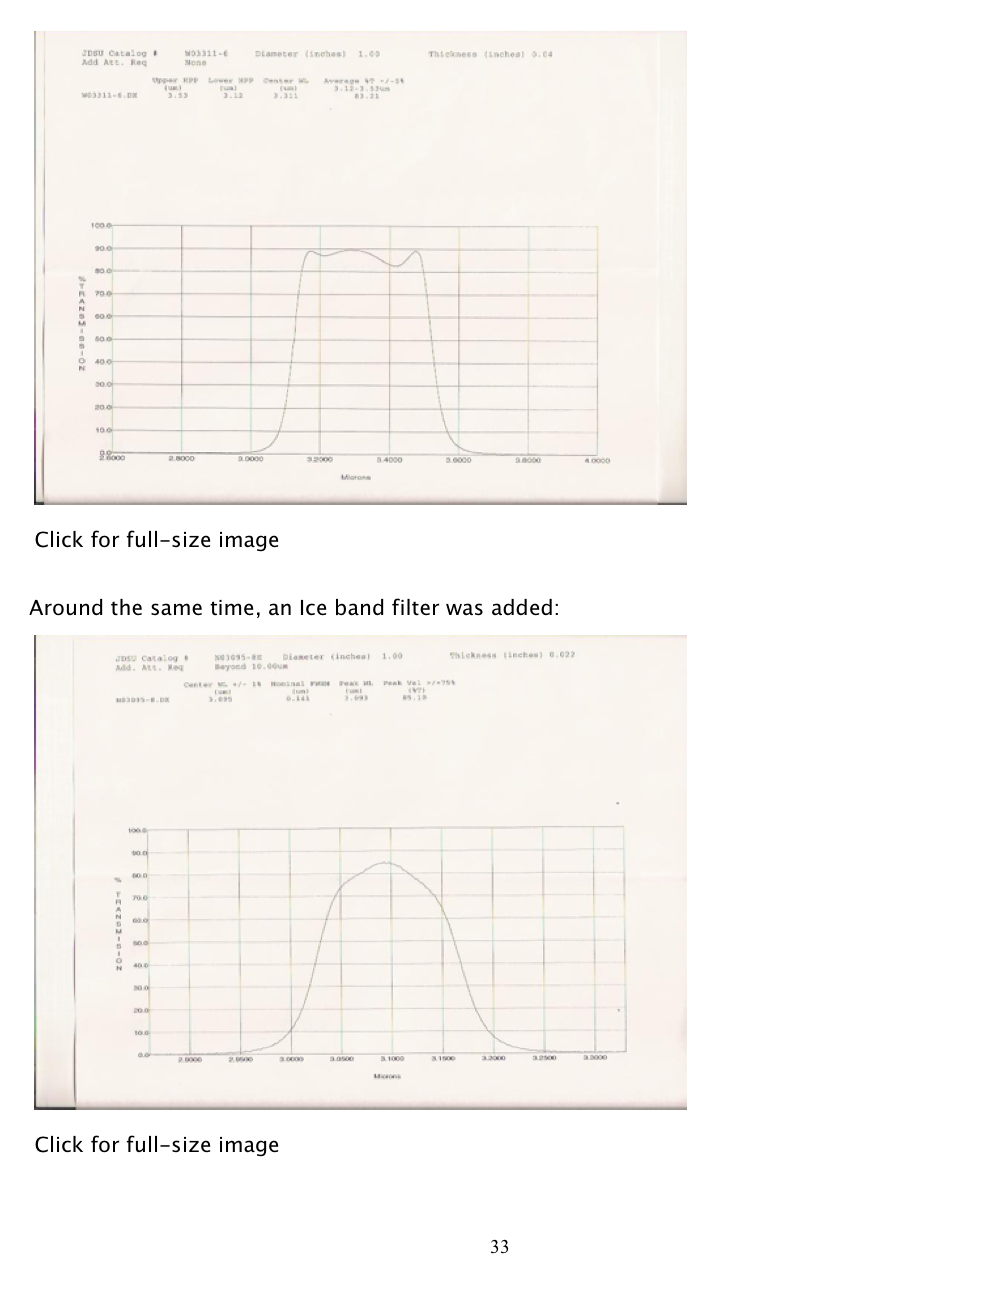 JDSU Catalog # W03311-6 Diameter (inches) 1.00 Thickness (inches) 0.04
Add Att. Req None
Upper HPP Lower HPP Center WL Average %T +/-5%
(um) (um) (um) 3.12-3.53um
W03311-6.DX 3.53 3.12 3.311 83.21
100.0
90.0
80.0
70.0
60.0
50.0
40.0
30.0
20.0
10.0
0.0
% TRANSMISSION
2.6000 2.8000 3.0000 3.2000 3.4000 3.6000 3.8000 4.0000
Microns
Click for full-size image
Around the same time, an Ice band filter was added:
JDSU Catalog # Diameter (inches) 1.00 Thickness (inches) 0.022
Add. Att. Req Beyond 10.00um
Center WL +/- 1% Nominal FWHM Peak WL Peak Val >/=75%
(um) (um) (um) (%T)
0.141 3.093
100.0
90.0
80.0
70.0
60.0
50.0
40.0
30.0
20.0
10.0
0.0
% TRANSMISSION
2.9000 2.9500 3.0000 3.0500 3.1000 3.1500 3.2000 3.2500 3.3000
Microns
Click for full-size image
33